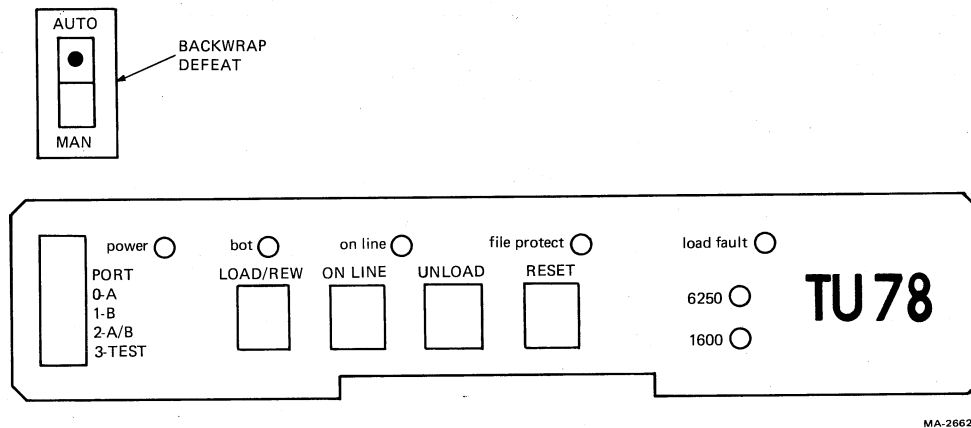 AUTO
BACKWRAP
DEFEAT
MAN
power
bot
on line
file protect
load fault
PORT
LOAD/REW
ON LINE
UNLOAD
RESET
0-A
1-B
2-A/B
3-TEST
6250
1600
TU78
MA-2662